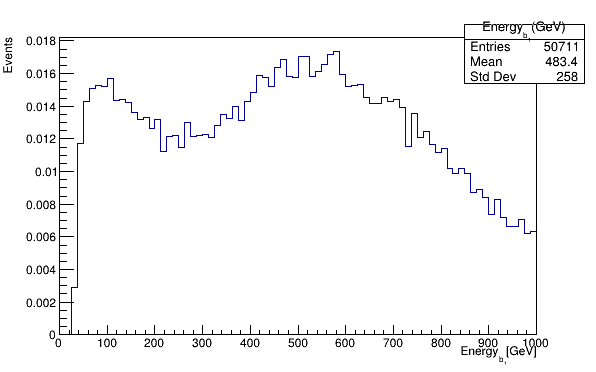 Energy_b_1(GeV)
Entries 50711
Mean 483.4
Std Dev 258
Events
0.018
0.016
0.014
0.012
0.01
0.008
0.006
0.004
0.002
0
0 100 200 300 400 500 600 700 800 900 1000
Energy_b_1[GeV]